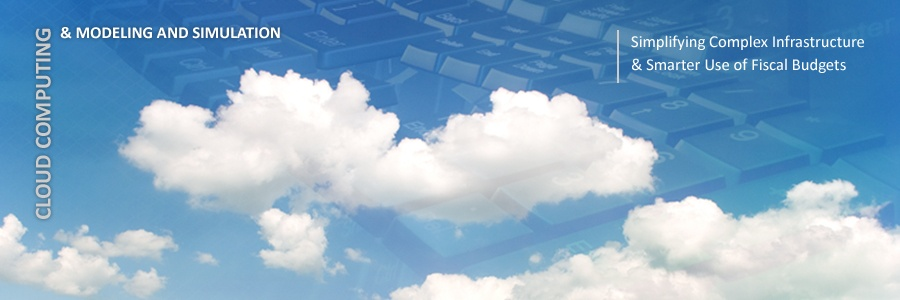 CLOUD COMPUTING
& MODELING AND SIMULATION
Simplifying Complex Infrastructure
& Smarter Use of Fiscal Budgets